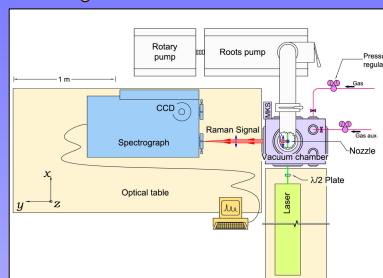 Rotary
pump
Roots pump
Pressu
regula
1 m
Gas
CCD
MKS
Raman Signal
Gas aux.
Spectrograph
Vacuum chamber
Nozzle
λ/2 Plate
x
Optical table
Laser
y
z